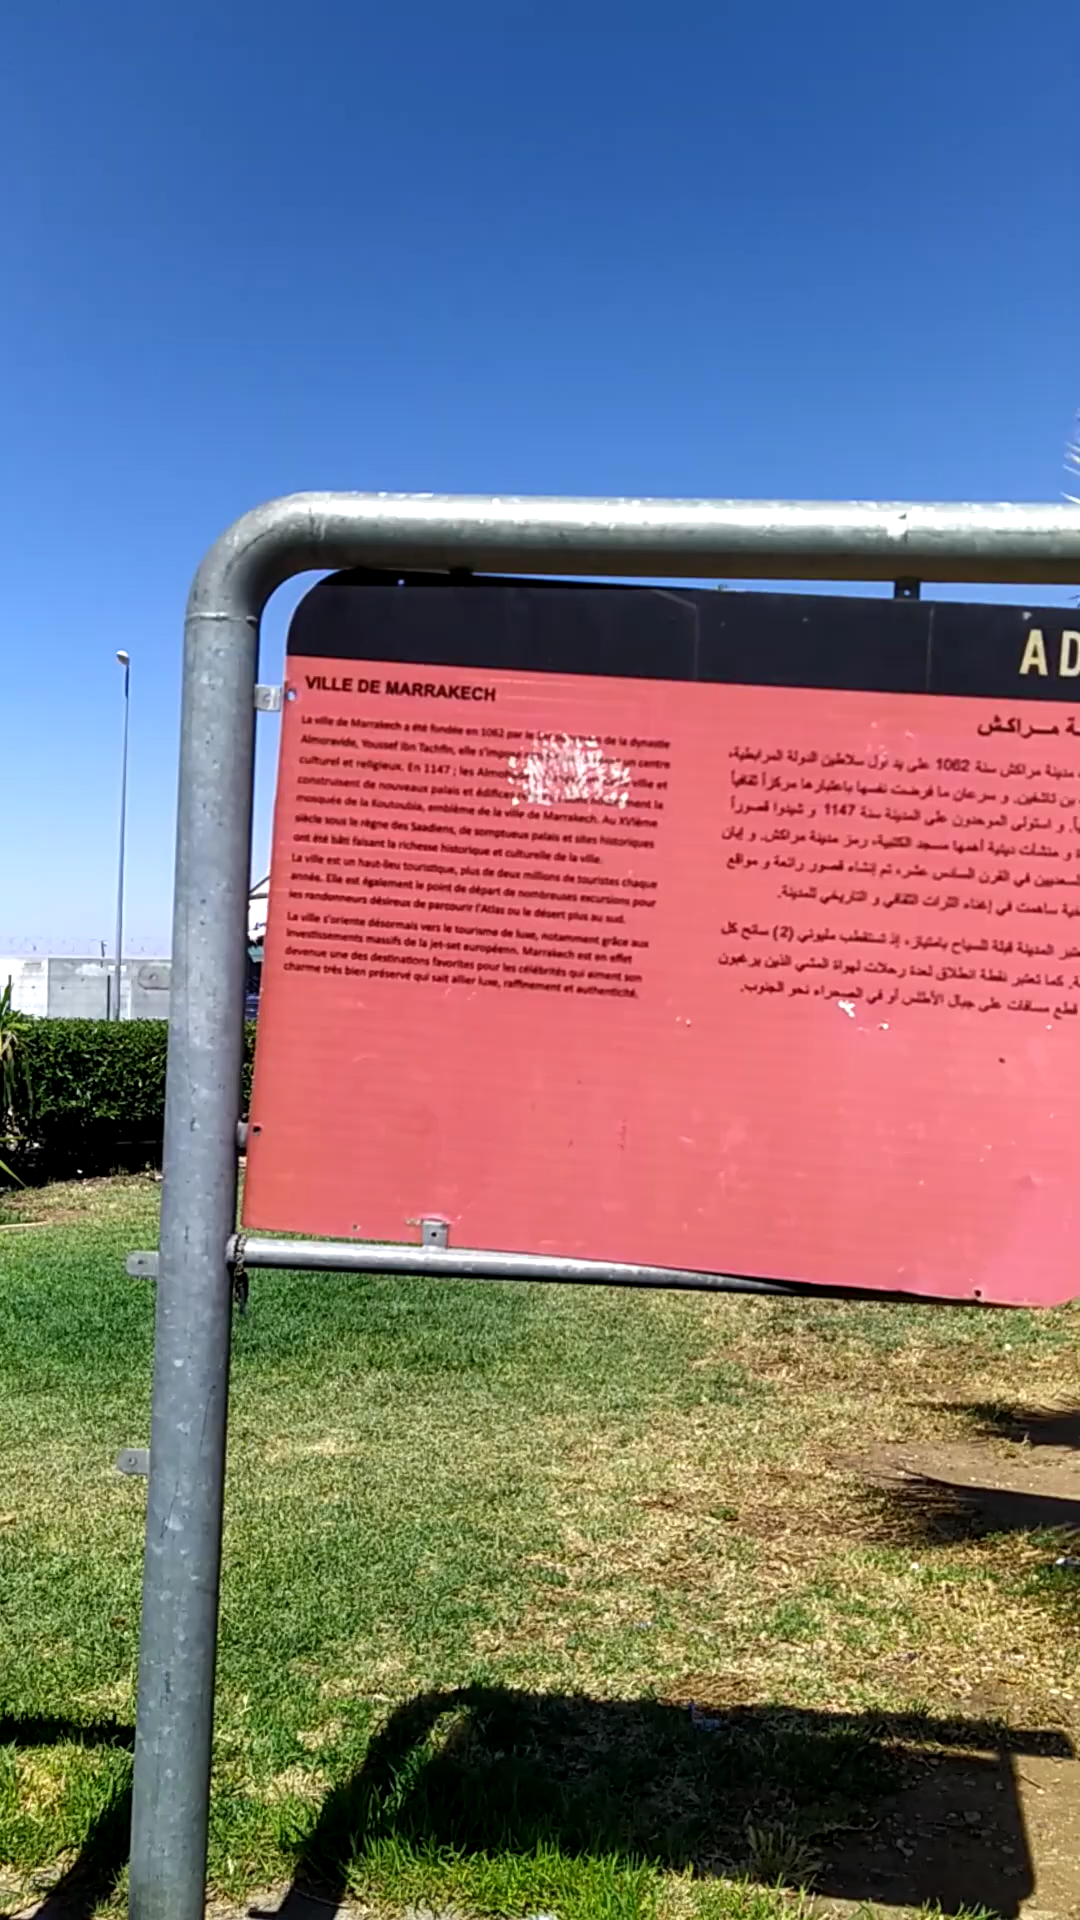 AD
VILLE DE MARRAKECH
La ville de Marrakech a été fondée en 1062 par le de la dynastie
Almoravide, Youssef Ibn Tachfin, elle s'impose un centre
culturel et religieux. En 1147 ; les ville et
construisent de nouveaux palais et édifices la
mosquée de la Koutoubia, emblème de la ville de Marrakech. Au XVIème
siècle sous le règne des Saadiens, de somptueux palais et sites historiques
ont été bâti faisant la richesse historique et culturelle de la ville.
La ville est un haut-lieu touristique, plus de deux millions de touristes chaque
année. Elle est également le point de départ de nombreuses excursions pour
les randonneurs désireux de parcourir l'Atlas ou le désert plus au sud.
La ville s'oriente désormais vers le tourisme de luxe, notamment grâce aux
investissements massifs de la jet-set européenn. Marrakech est en effet
devenue une des destinations favorites pour les célébrités qui aiment son
charme très bien préservé qui sait allier luxe, raffinement et authenticité.
مـــراكش
مدينة مراكش سنة 1062 على يد أول سلاطين الدولة المرابطية،
بن تاشفين. و سرعان ما فرضت نفسها باعتبارها مركزاً ثقافياً
و استولى الموحدون على المدينة سنة 1147 و شيدوا قصوراً
و منشآت دينية أهمها مسجد الكتبية، رمز مدينة مراكش. و إبان
السعديين في القرن السادس عشر، تم إنشاء قصور رائعة و مواقع
ساهمت في إغناء الثرات الثقافي و التاريخي للمدينة.
المدينة قبلة للسياح بامتياز، إذ تستقطب مليوني (2) سائح كل
كما تعتبر نقطة انطلاق لعدة رحلات لهواة المشي الذين يرغبون
قطع مسافات على جبال الأطلس أو في الصحراء نحو الجنوب.